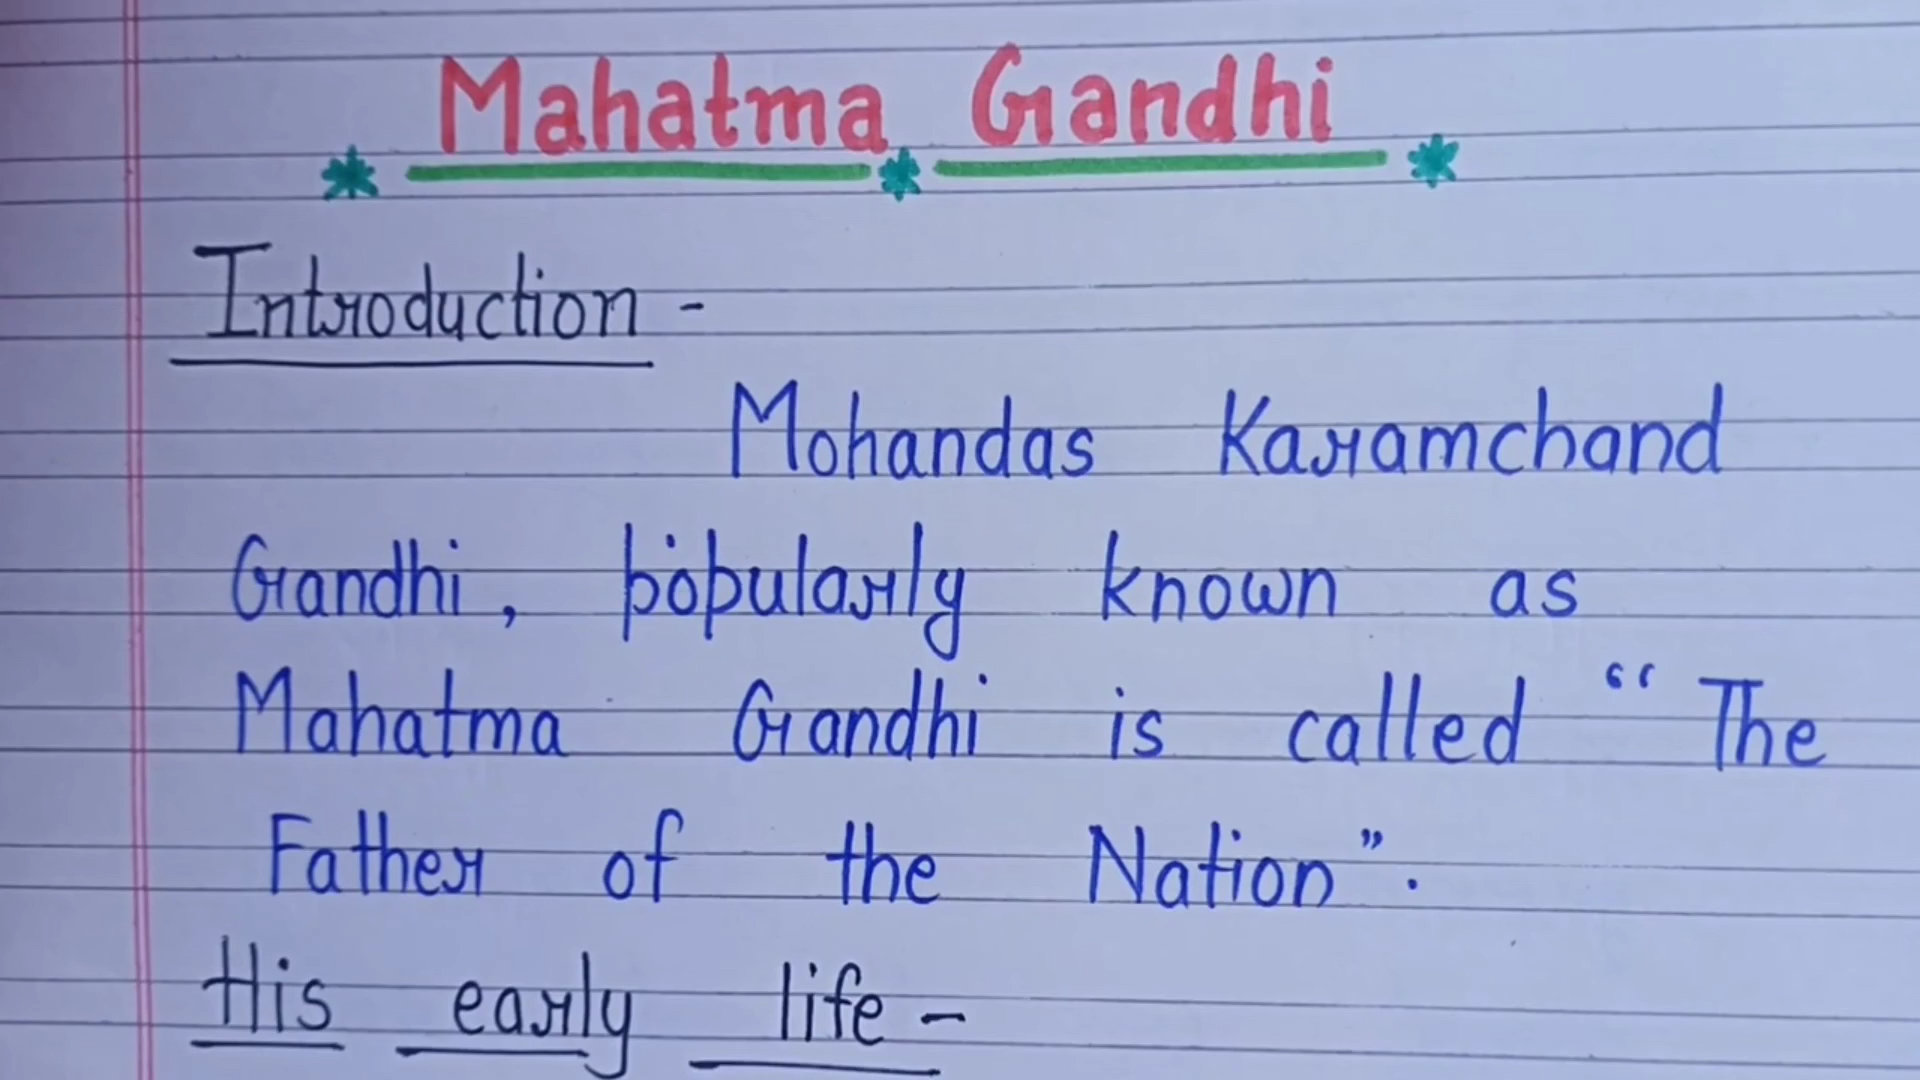 Mahatma Gandhi
Introduction -
Mohandas Karamchand
Gandhi, popularly known as
Mahatma Gandhi is called “The
Father of the Nation”.
His early life -